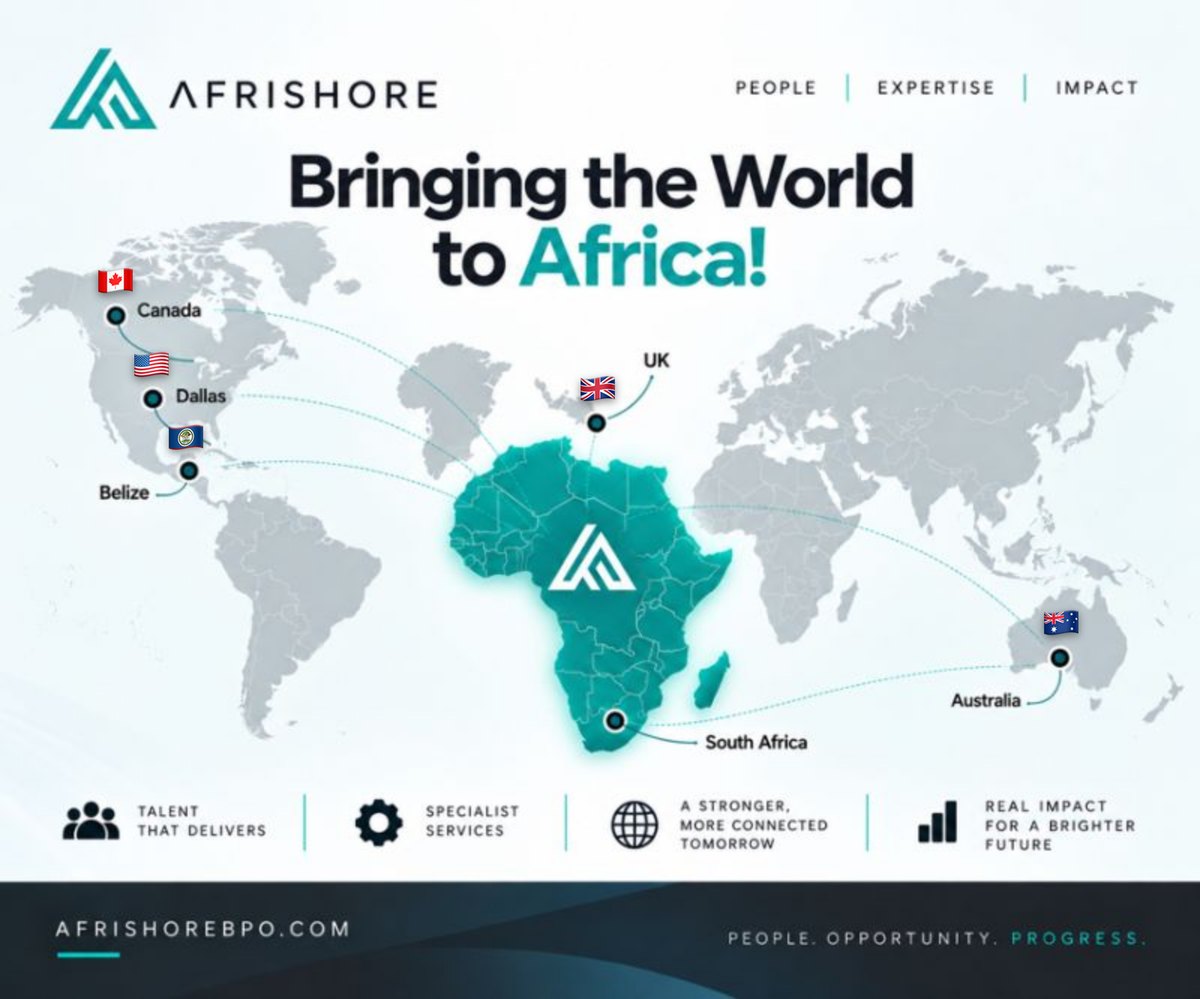 AFRISHORE
PEOPLE | EXPERTISE | IMPACT
Bringing the World
to Africa!
Canada
Dallas
Belize
UK
Australia
South Africa
TALENT
THAT DELIVERS
SPECIALIST
SERVICES
A STRONGER,
MORE CONNECTED
TOMORROW
REAL IMPACT
FOR A BRIGHTER
FUTURE
AFRISHOREBPO.COM
PEOPLE. OPPORTUNITY. PROGRESS.